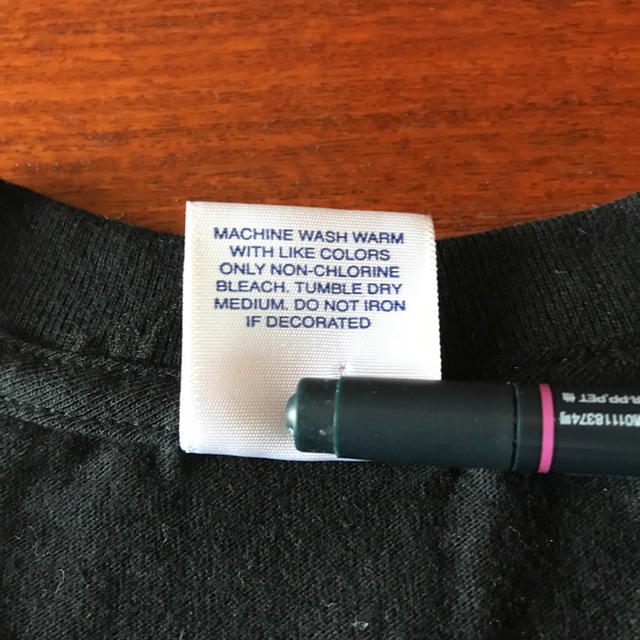 MACHINE WASH WARM
WITH LIKE COLORS
ONLY NON-CHLORINE
BLEACH. TUMBLE DRY
MEDIUM. DO NOT IRON
IF DECORATED